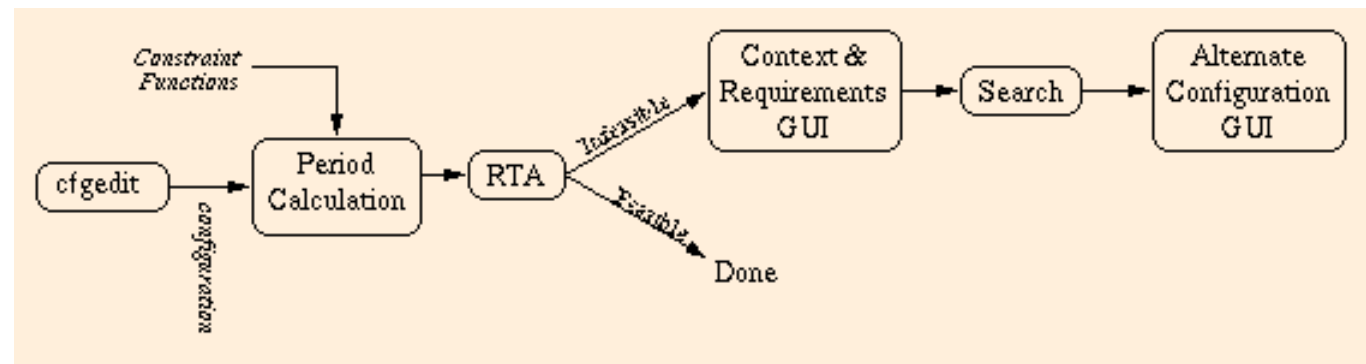 Constraint
Functions
cfgedit
configuration
Period
Calculation
RTA
Infeasible
Feasible
Done
Context &
Requirements
GUI
Search
Alternate
Configuration
GUI